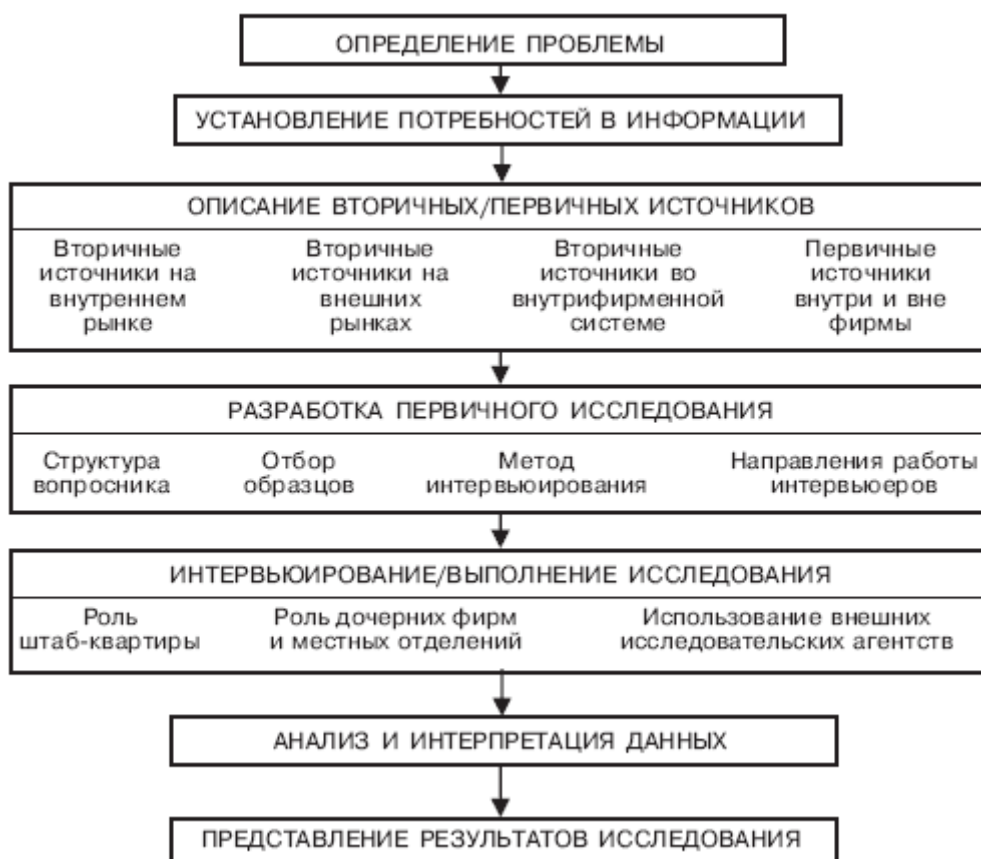 ОПРЕДЕЛЕНИЕ ПРОБЛЕМЫ
УСТАНОВЛЕНИЕ ПОТРЕБНОСТЕЙ В ИНФОРМАЦИИ
ОПИСАНИЕ ВТОРИЧНЫХ/ПЕРВИЧНЫХ ИСТОЧНИКОВ
Вторичные
источники на
внутреннем
рынке
Вторичные
источники на
внешних
рынках
Вторичные
источники во
внутрифирменной
системе
Первичные
источники
внутри и вне
фирмы
РАЗРАБОТКА ПЕРВИЧНОГО ИССЛЕДОВАНИЯ
Структура
вопросника
Отбор
образцов
Метод
интервьюирования
Направления работы
интервьюеров
ИНТЕРВЬЮИРОВАНИЕ/ВЫПОЛНЕНИЕ ИССЛЕДОВАНИЯ
Роль
штаб-квартиры
Роль дочерних фирм
и местных отделений
Использование внешних
исследовательских агентств
АНАЛИЗ И ИНТЕРПРЕТАЦИЯ ДАННЫХ
ПРЕДСТАВЛЕНИЕ РЕЗУЛЬТАТОВ ИССЛЕДОВАНИЯ